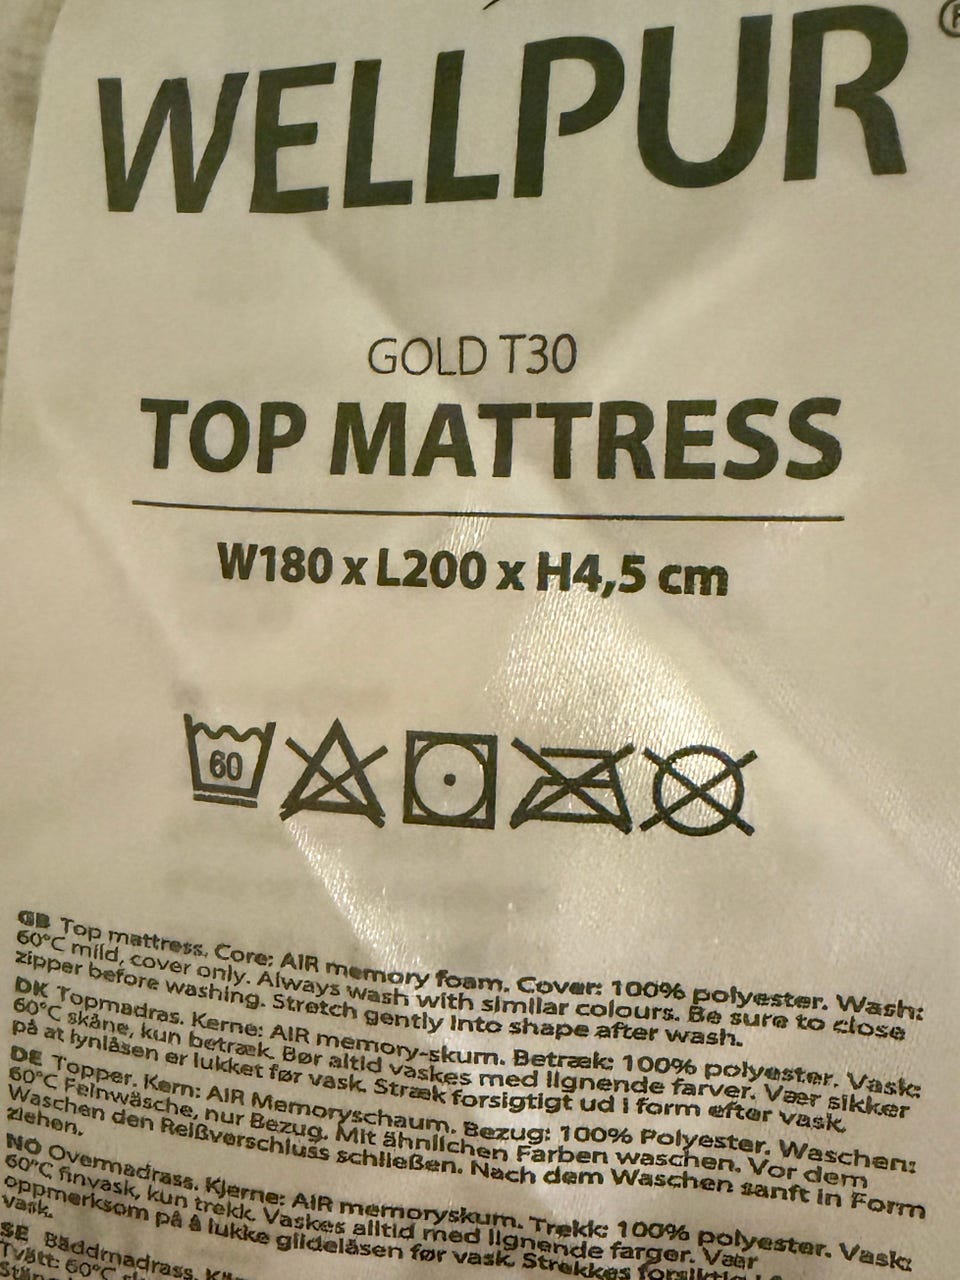 WELLPUR®
GOLD T30
TOP MATTRESS
W180 x L200 x H4,5 cm
60
GB Top mattress. Core: AIR memory foam. Cover: 100% polyester. Wash:
60°C mild, cover only. Always wash with similar colours. Be sure to close
zipper before washing. Stretch gently into shape after wash.
DK Topmadras. Kerne: AIR memory-skum. Betræk: 100% polyester. Vask:
60°C skåne, kun betræk. Bør altid vaskes med lignende farver. Vær sikker
på at lynlåsen er lukket før vask. Stræk forsigtigt ud i form efter vask.
DE Topper. Kern: AIR Memoryschaum. Bezug: 100% Polyester. Waschen:
60°C Feinwäsche, nur Bezug. Mit ähnlichen Farben waschen. Vor dem
Waschen den Reißverschluss schließen. Nach dem Waschen sanft in Form
ziehen.
NO Overmadrass. Kjerne: AIR memoryskum. Trekk: 100% polyester. Vask:
60°C finvask, kun trekk. Vaskes alltid med lignende farger. Vær
oppmerksom på å lukke glidelåsen før vask. Strekkes forsiktig
vask.
SE Bäddmadrass.
Tvätt: 60°C